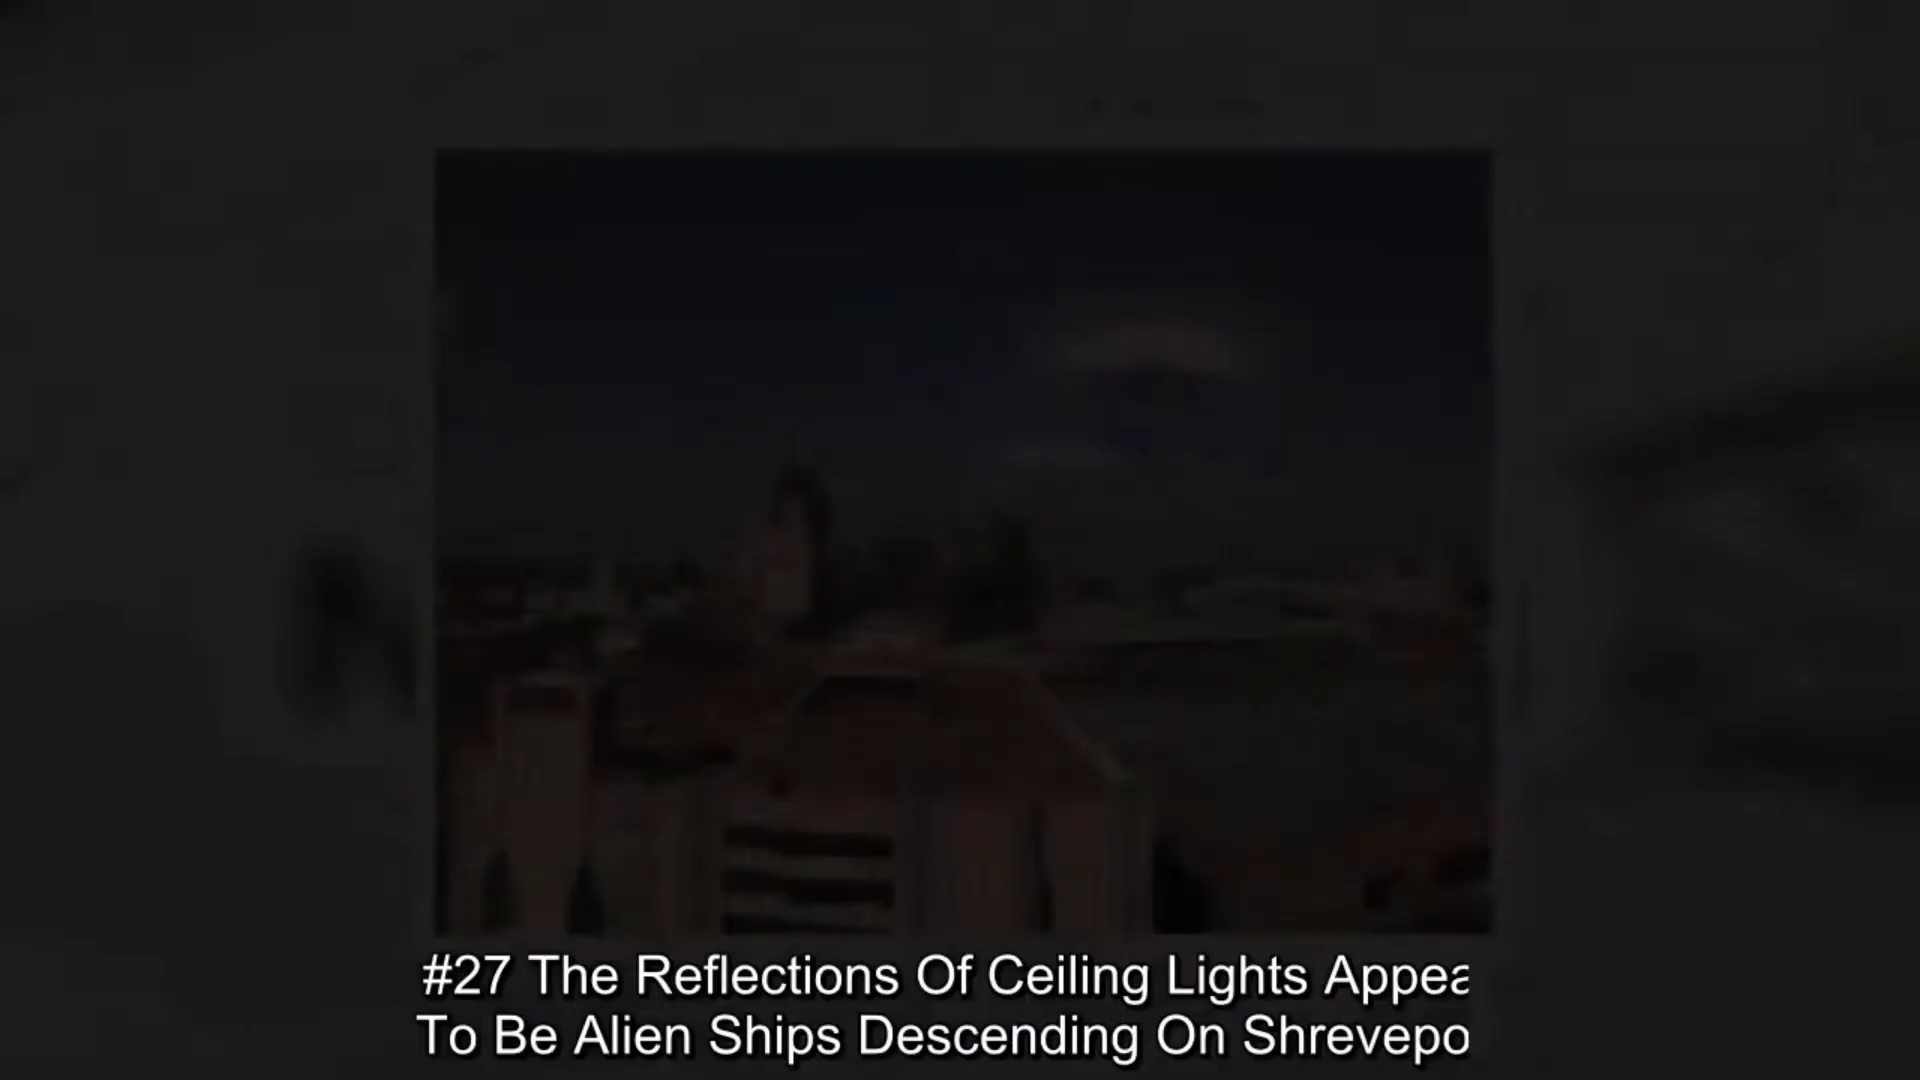 #27 The Reflections Of Ceiling Lights Appea
To Be Alien Ships Descending On Shrevepo